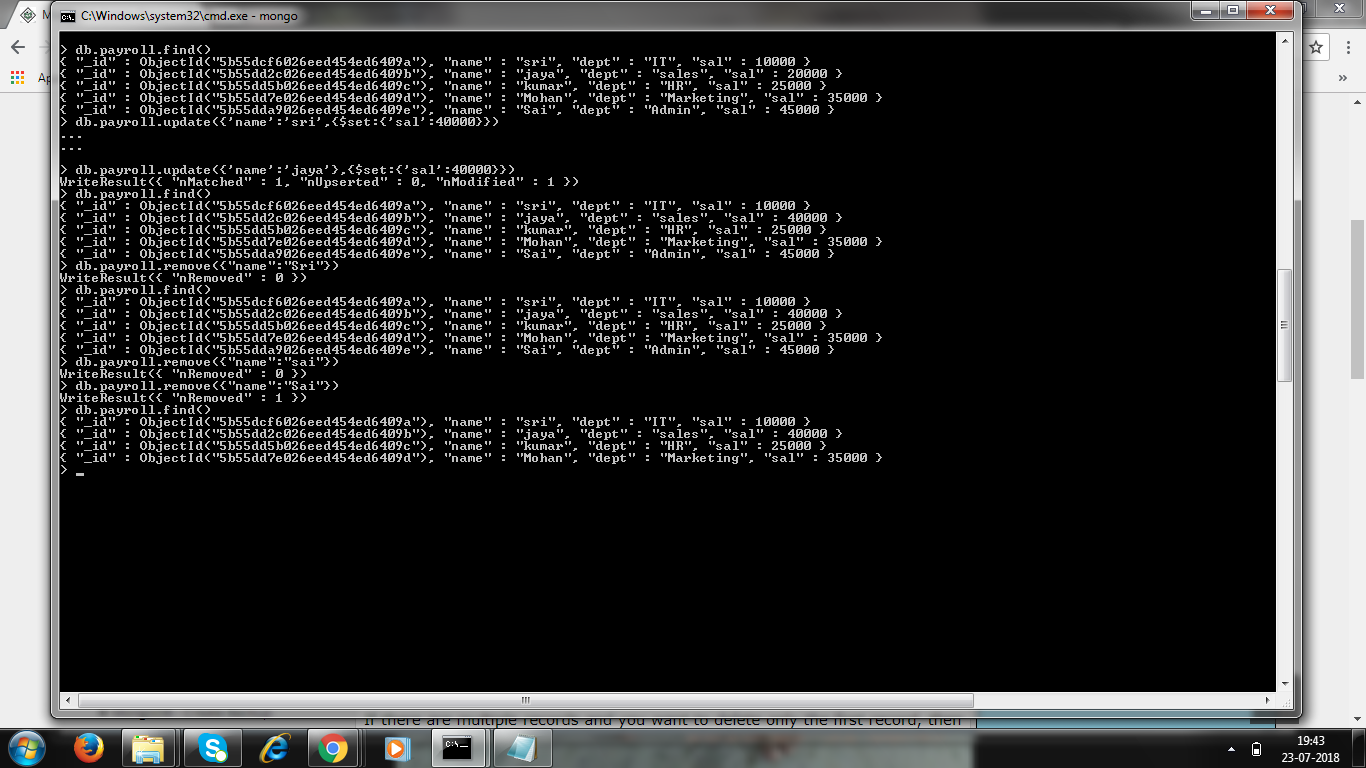 M
C:\Windows\system32\cmd.exe - mongo
Ap
»
> db.payroll.find()
{ "_id" : ObjectId("5b55dcf6026eed454ed6409a"), "name" : "sri", "dept" : "IT", "sal" : 10000 }
{ "_id" : ObjectId("5b55dd2c026eed454ed6409b"), "name" : "jaya", "dept" : "sales", "sal" : 20000 }
{ "_id" : ObjectId("5b55dd5b026eed454ed6409c"), "name" : "kumar", "dept" : "HR", "sal" : 25000 }
{ "_id" : ObjectId("5b55dd7e026eed454ed6409d"), "name" : "Mohan", "dept" : "Marketing", "sal" : 35000 }
{ "_id" : ObjectId("5b55dda9026eed454ed6409e"), "name" : "Sai", "dept" : "Admin", "sal" : 45000 }
> db.payroll.update({'name':'sri',{$set:{'sal':40000}})
...
...
> db.payroll.update({'name':'jaya'},{$set:{'sal':40000}})
WriteResult({ "nMatched" : 1, "nUpserted" : 0, "nModified" : 1 })
> db.payroll.find()
{ "_id" : ObjectId("5b55dcf6026eed454ed6409a"), "name" : "sri", "dept" : "IT", "sal" : 10000 }
{ "_id" : ObjectId("5b55dd2c026eed454ed6409b"), "name" : "jaya", "dept" : "sales", "sal" : 40000 }
{ "_id" : ObjectId("5b55dd5b026eed454ed6409c"), "name" : "kumar", "dept" : "HR", "sal" : 25000 }
{ "_id" : ObjectId("5b55dd7e026eed454ed6409d"), "name" : "Mohan", "dept" : "Marketing", "sal" : 35000 }
{ "_id" : ObjectId("5b55dda9026eed454ed6409e"), "name" : "Sai", "dept" : "Admin", "sal" : 45000 }
> db.payroll.remove({"name":"Sri"})
WriteResult({ "nRemoved" : 0 })
> db.payroll.find()
{ "_id" : ObjectId("5b55dcf6026eed454ed6409a"), "name" : "sri", "dept" : "IT", "sal" : 10000 }
{ "_id" : ObjectId("5b55dd2c026eed454ed6409b"), "name" : "jaya", "dept" : "sales", "sal" : 40000 }
{ "_id" : ObjectId("5b55dd5b026eed454ed6409c"), "name" : "kumar", "dept" : "HR", "sal" : 25000 }
{ "_id" : ObjectId("5b55dd7e026eed454ed6409d"), "name" : "Mohan", "dept" : "Marketing", "sal" : 35000 }
{ "_id" : ObjectId("5b55dda9026eed454ed6409e"), "name" : "Sai", "dept" : "Admin", "sal" : 45000 }
> db.payroll.remove({"name":"sai"})
WriteResult({ "nRemoved" : 0 })
> db.payroll.remove({"name":"Sai"})
WriteResult({ "nRemoved" : 1 })
> db.payroll.find()
{ "_id" : ObjectId("5b55dcf6026eed454ed6409a"), "name" : "sri", "dept" : "IT", "sal" : 10000 }
{ "_id" : ObjectId("5b55dd2c026eed454ed6409b"), "name" : "jaya", "dept" : "sales", "sal" : 40000 }
{ "_id" : ObjectId("5b55dd5b026eed454ed6409c"), "name" : "kumar", "dept" : "HR", "sal" : 25000 }
{ "_id" : ObjectId("5b55dd7e026eed454ed6409d"), "name" : "Mohan", "dept" : "Marketing", "sal" : 35000 }
> _
If there are multiple records and you want to delete only the first record, then
19:43
23-07-2018